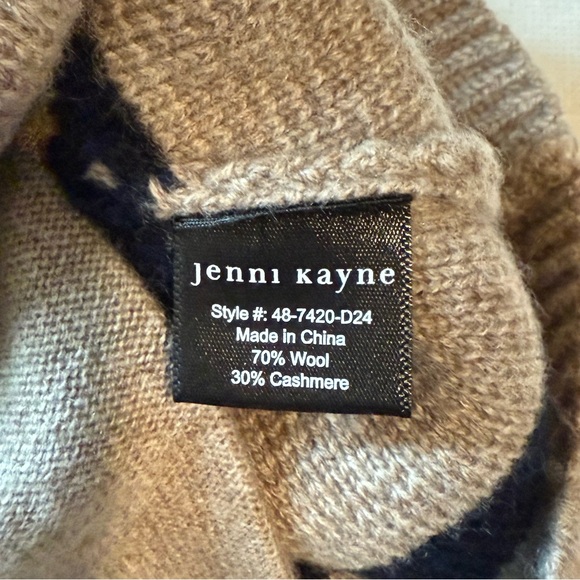 Jenni Kayne
Style #: 48-7420-D24
Made in China
70% Wool
30% Cashmere